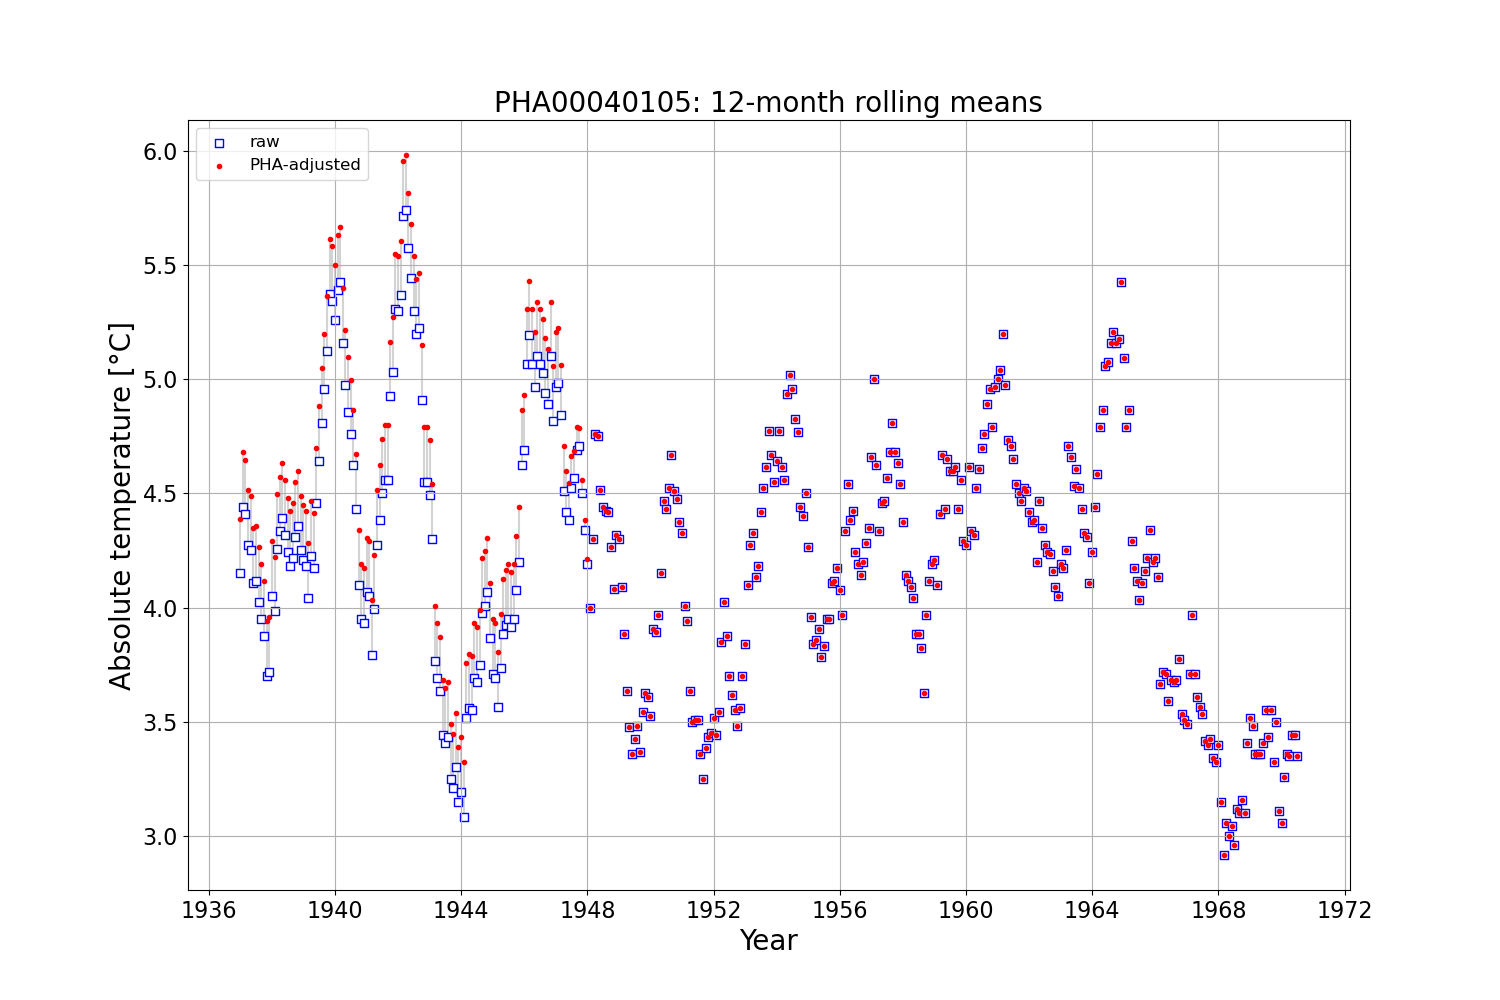 PHA00040105: 12-month rolling means
raw
PHA-adjusted
6.0
5.5
5.0
4.5
4.0
3.5
3.0
Absolute temperature [°C]
1936 1940 1944 1948 1952 1956 1960 1964 1968 1972
Year